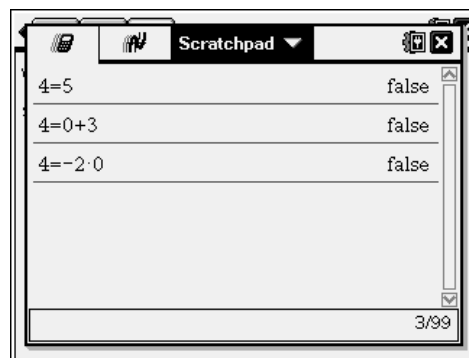 Scratchpad
4=5 false
4=0+3 false
4=−2·0 false
3/99